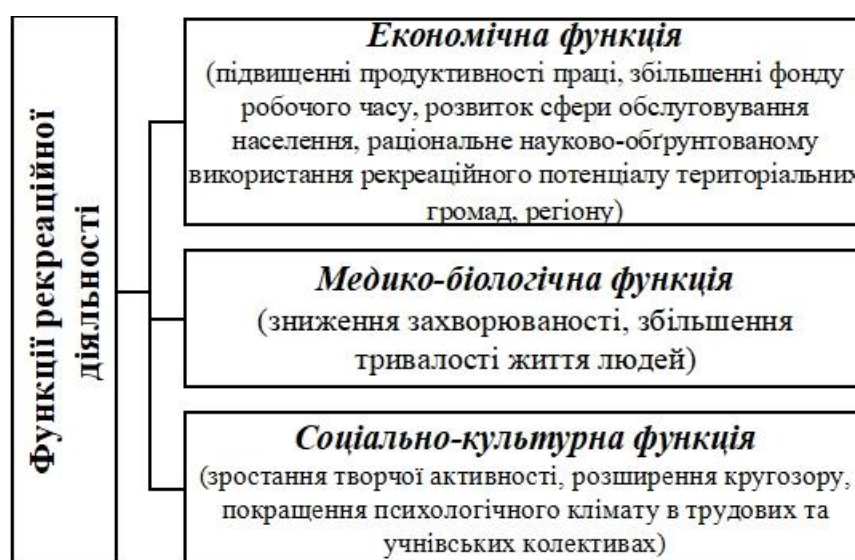 Функції рекреаційної
діяльності
Економічна функція
(підвищенні продуктивності праці, збільшенні фонду
робочого часу, розвиток сфери обслуговування
населення, раціональне науково-обґрунтованому
використання рекреаційного потенціалу територіальних
громад, регіону)
Медико-біологічна функція
(зниження захворюваності, збільшення
тривалості життя людей)
Соціально-культурна функція
(зростання творчої активності, розширення кругозору,
покращення психологічного клімату в трудових та
учнівських колективах)